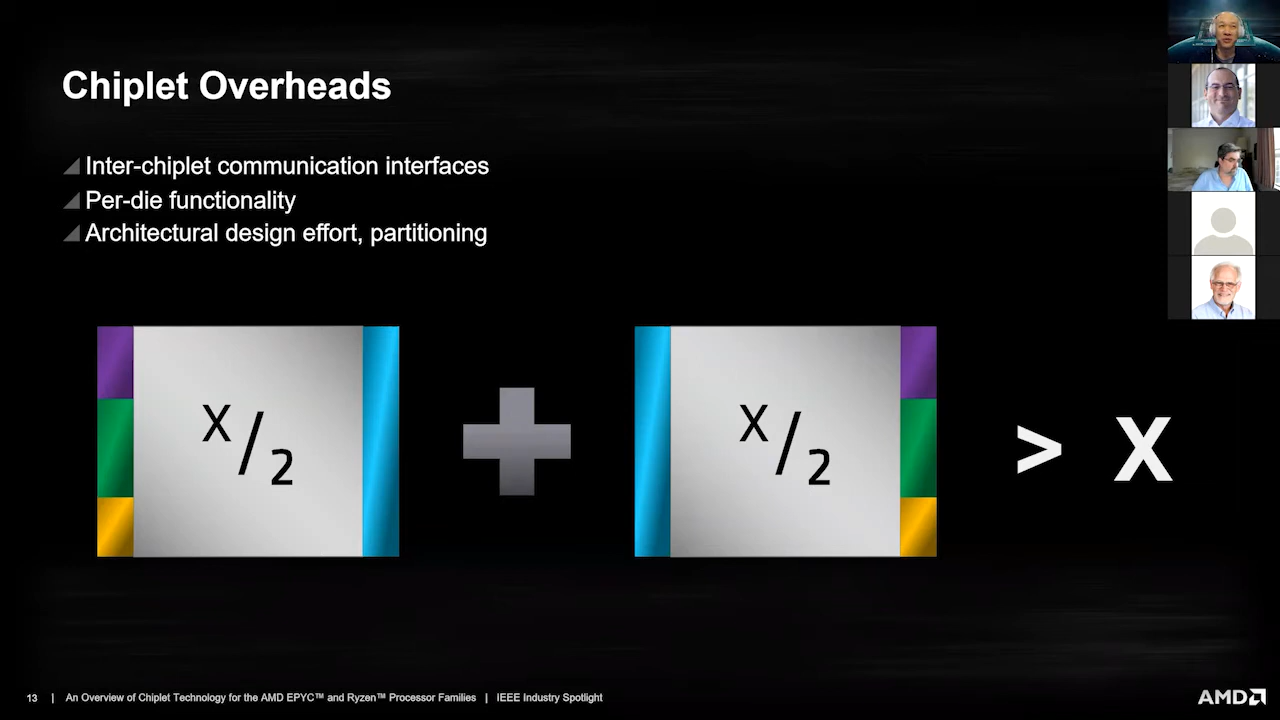 Chiplet Overheads
Inter-chiplet communication interfaces
Per-die functionality
Architectural design effort, partitioning
X/2
X/2
> X
13 | An Overview of Chiplet Technology for the AMD EPYC™ and Ryzen™ Processor Families | IEEE Industry Spotlight
AMD